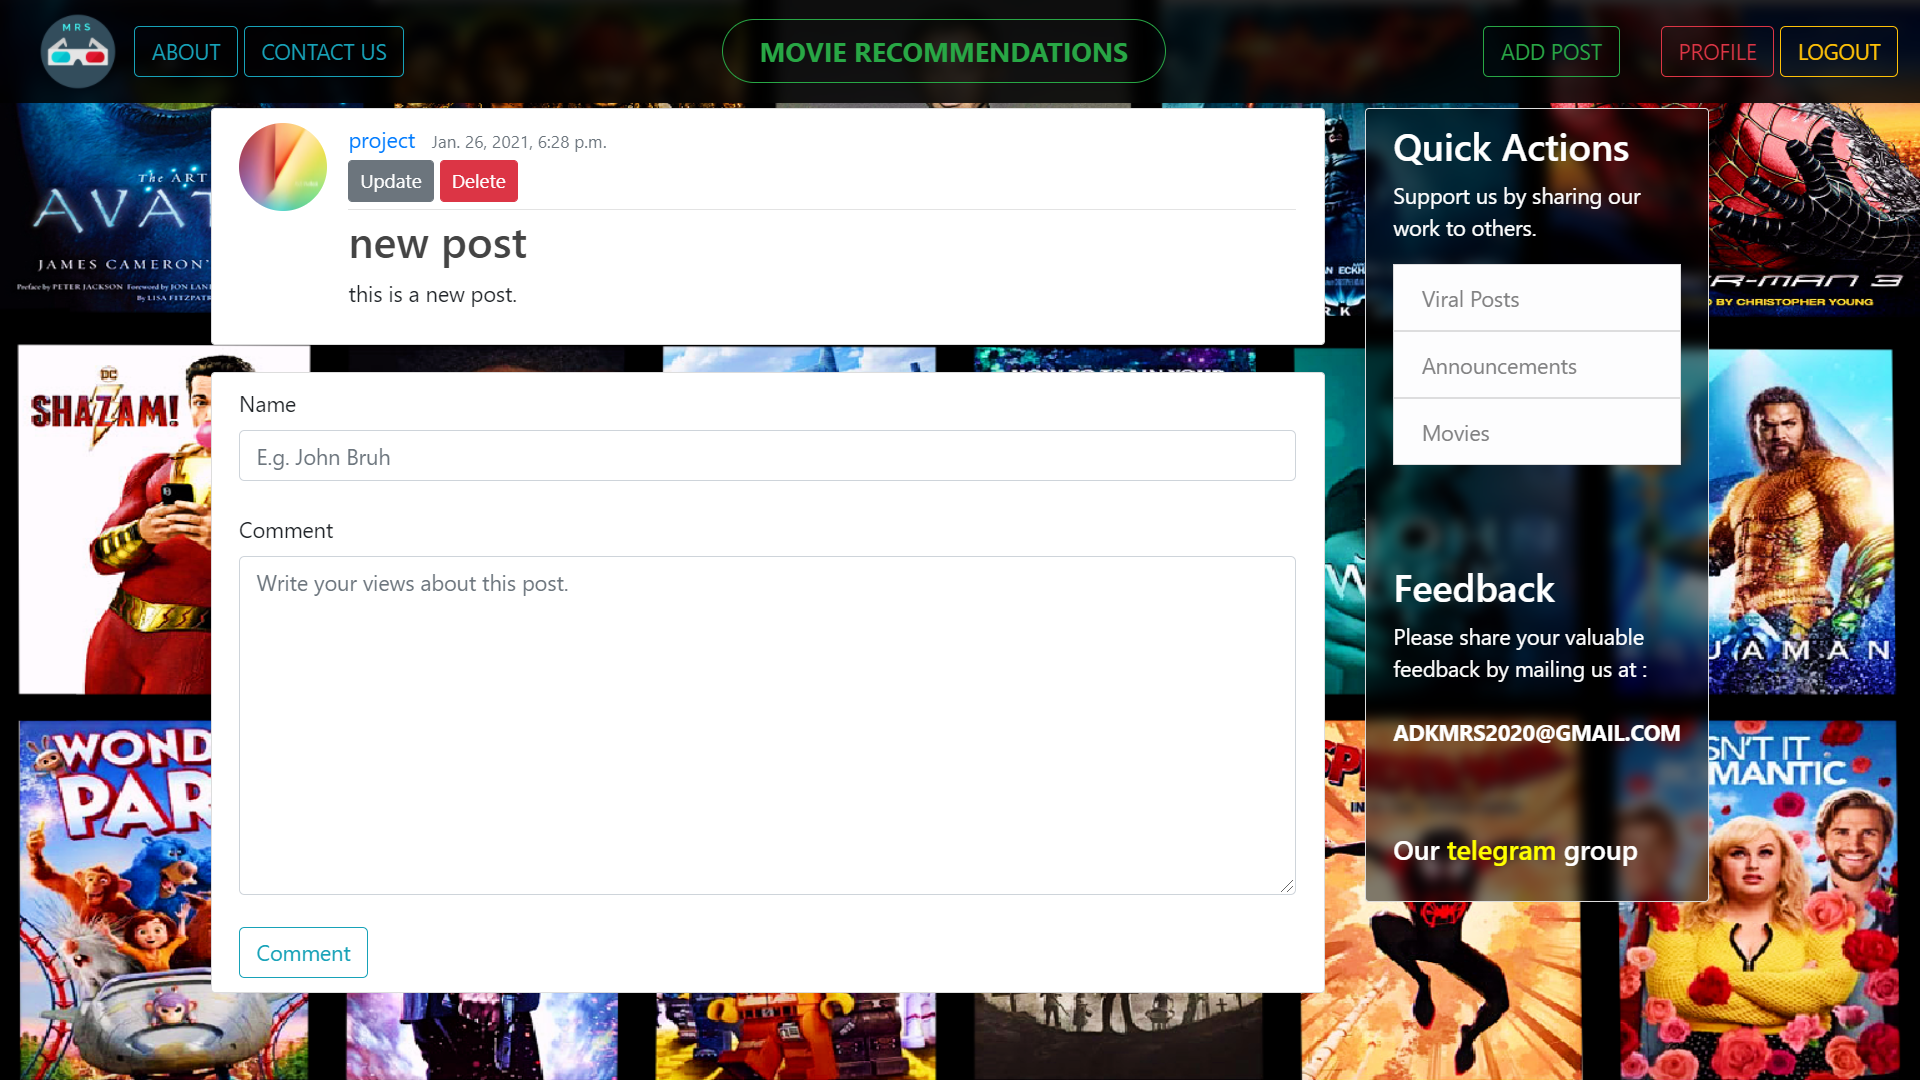 MRS
ABOUT
CONTACT US
MOVIE RECOMMENDATIONS
ADD POST
PROFILE
LOGOUT
project Jan. 26, 2021, 6:28 p.m.
Update
Delete
new post
this is a new post.
Name
E.g. John Bruh
Comment
Write your views about this post.
Comment
Quick Actions
Support us by sharing our
work to others.
Viral Posts
Announcements
Movies
Feedback
Please share your valuable
feedback by mailing us at :
ADKMRS2020@GMAIL.COM
Our telegram group
The ART
AVAT
JAMES CAMERON'
Preface by PETER JACKSON Foreword by JON LAN
By LISA FITZPAT
DC
SHAZAM!
WOND
PAR
R-MAN 3
BY CHRISTOPHER YOUNG
UAMAN
SN'T IT
MANTIC